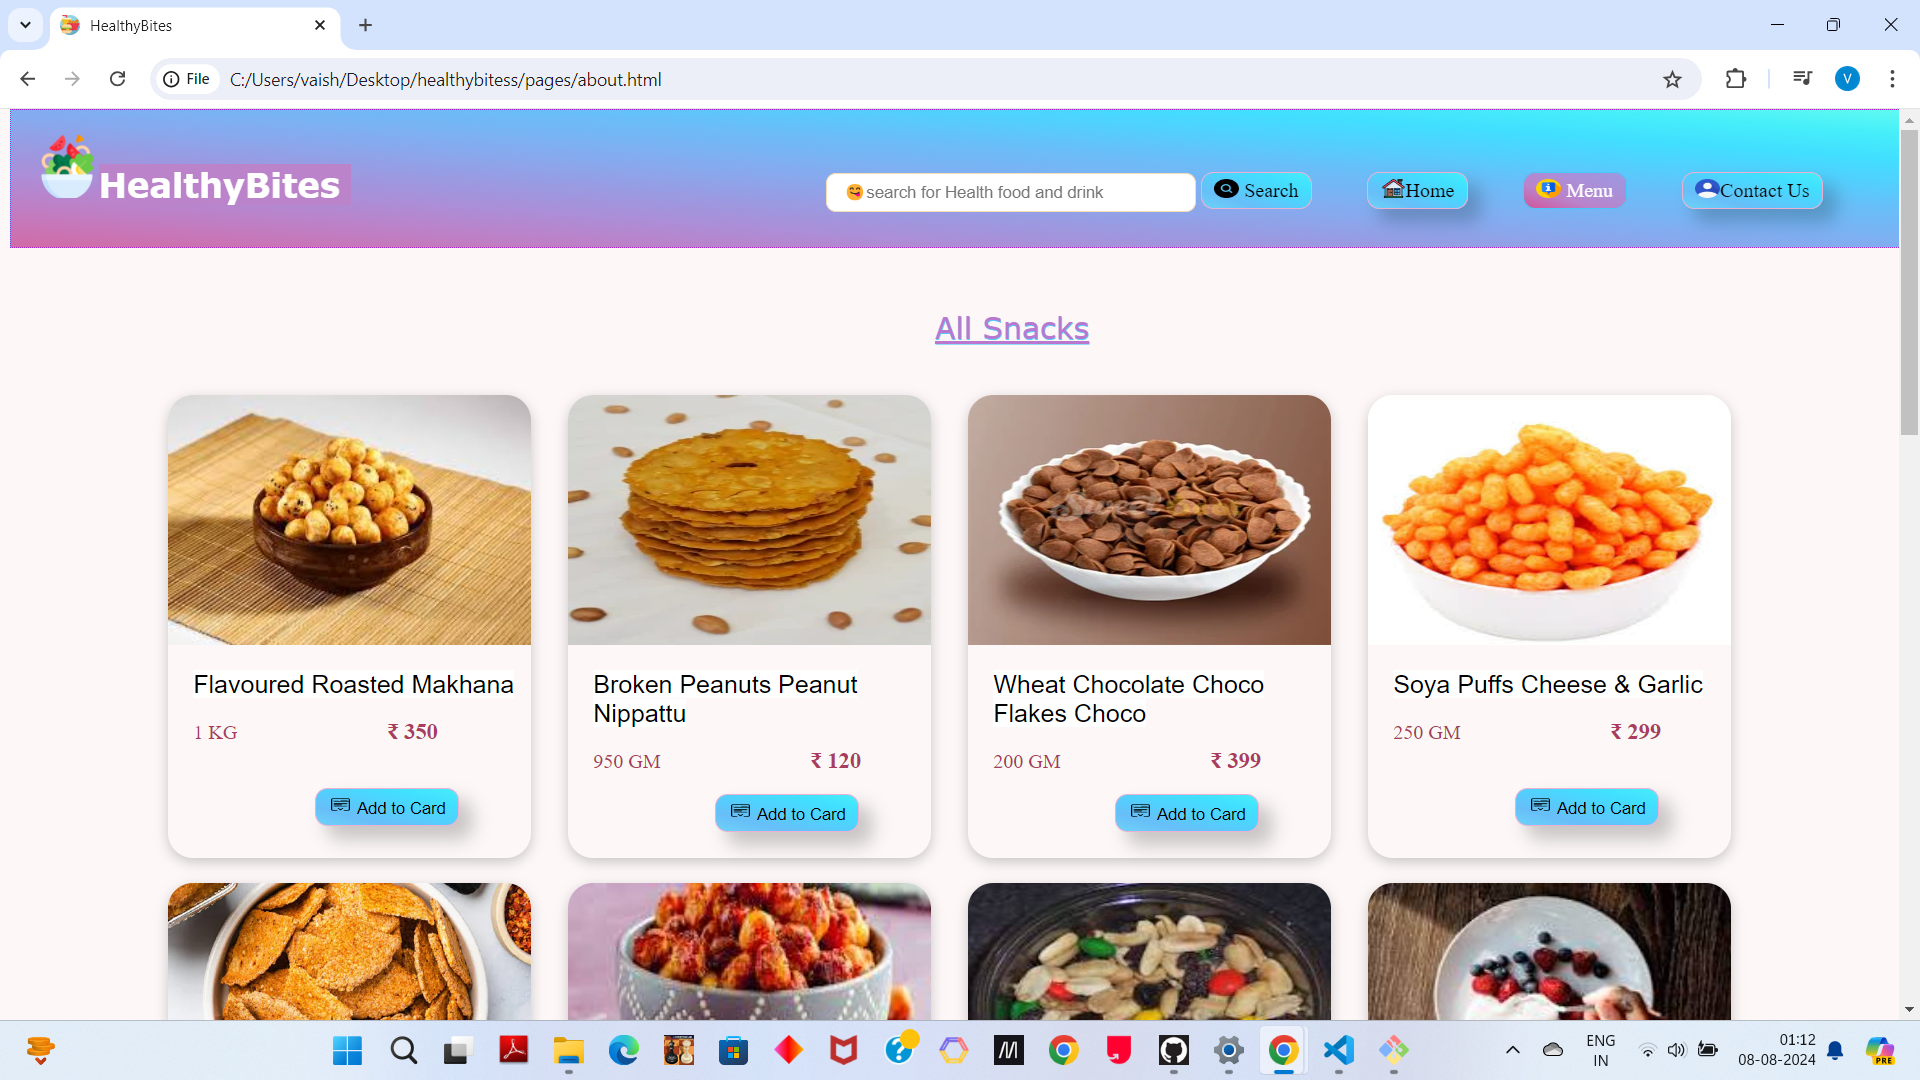 HealthyBites
File
C:/Users/vaish/Desktop/healthybitess/pages/about.html
V
HealthyBites
search for Health food and drink
Search
Home
Menu
Contact Us
All Snacks
Flavoured Roasted Makhana
1 KG
₹ 350
Add to Card
Broken Peanuts Peanut
Nippattu
950 GM
₹ 120
Add to Card
Wheat Chocolate Choco
Flakes Choco
200 GM
₹ 399
Add to Card
Soya Puffs Cheese & Garlic
250 GM
₹ 299
Add to Card
ENG
IN
01:12
08-08-2024
PRE